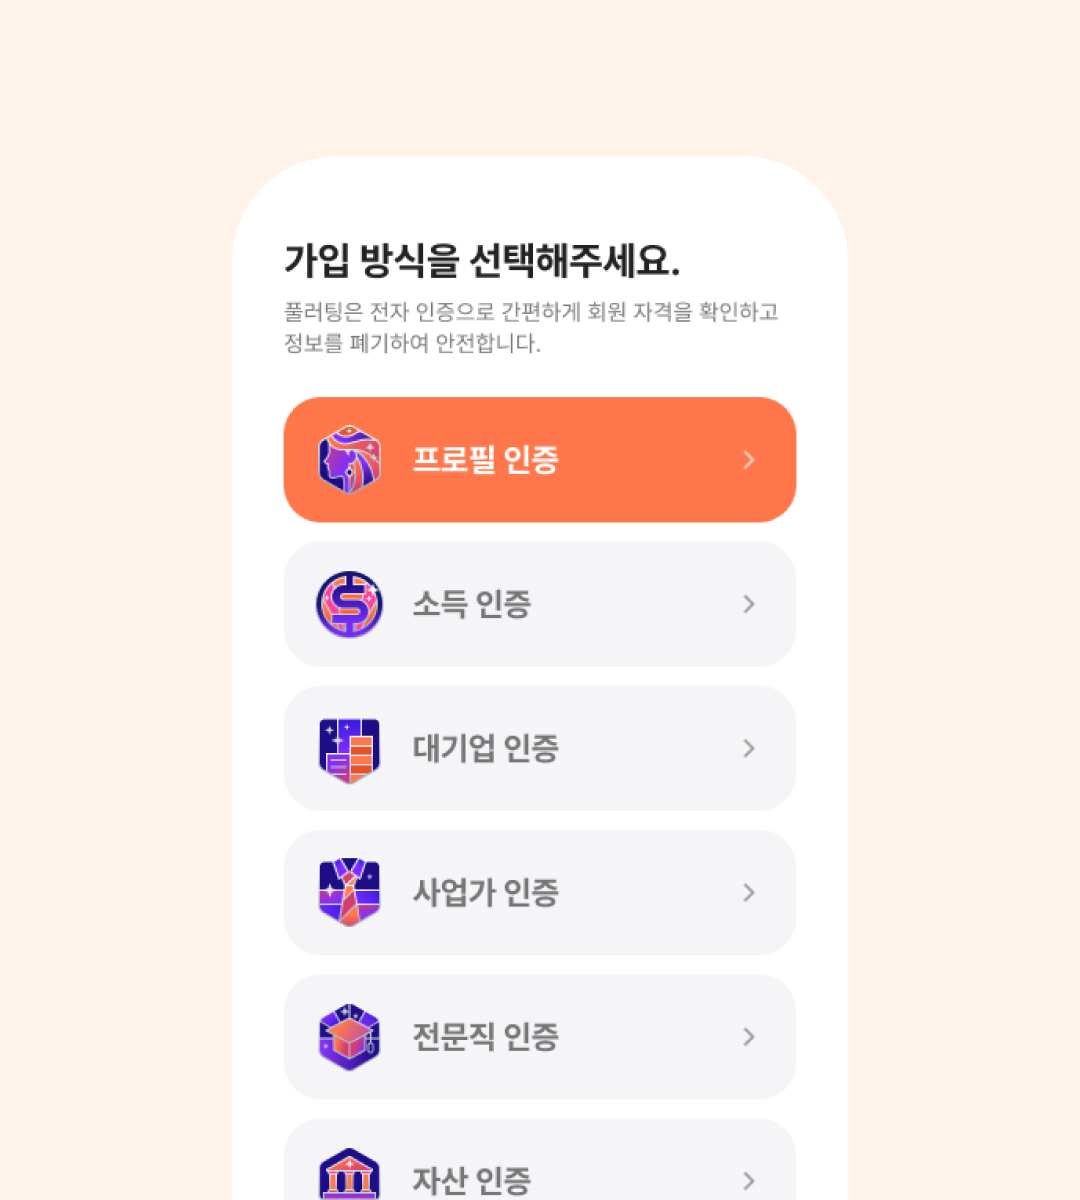 가입 방식을 선택해주세요.
풀러팅은 전자 인증으로 간편하게 회원 자격을 확인하고
정보를 폐기하여 안전합니다.
프로필 인증
소득 인증
대기업 인증
사업가 인증
전문직 인증
자산 인증